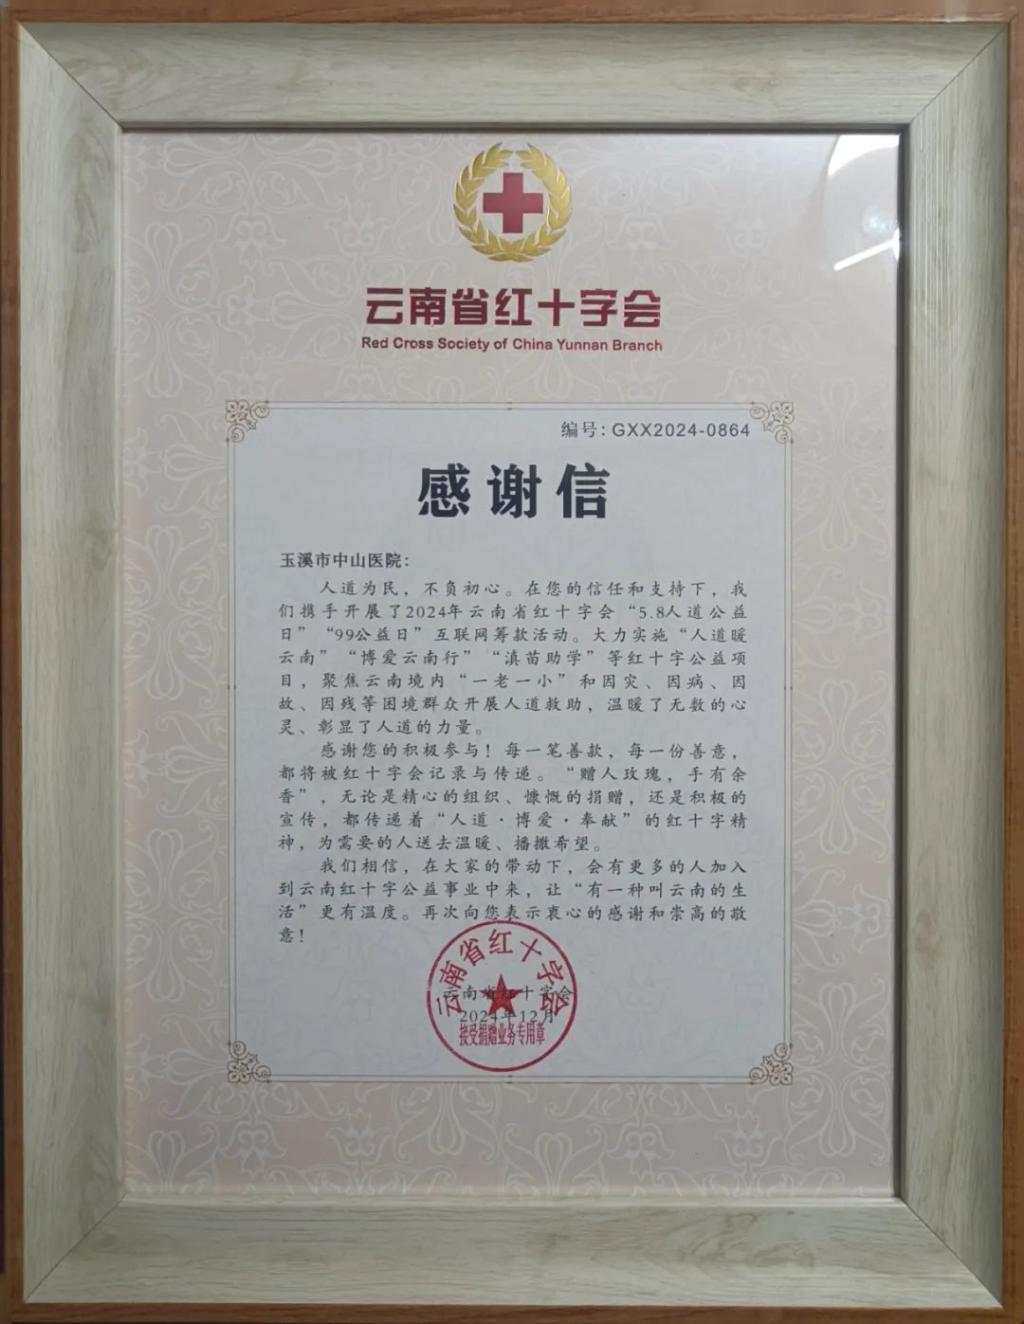 云南省红十字会
Red Cross Society of China Yunnan Branch
编号：GXX2024-0864
感谢信
玉溪市中山医院：
人道为民，不负初心。在您的信任和支持下，我
们携手开展了2024年云南省红十字会“5.8人道公益
日”“99公益日”互联网筹款活动。大力实施“人道暖
云南”“博爱云南行”“滇苗助学”等红十字公益项
目，聚焦云南境内“一老一小”和因灾、因病、因
故、因残等困境群众开展人道救助，温暖了无数的心
灵、彰显了人道的力量。
感谢您的积极参与！每一笔善款，每一份善意，
都将被红十字会记录与传递。“赠人玫瑰，手有余
香”，无论是精心的组织、慷慨的捐赠，还是积极的
宣传，都传递着“人道·博爱·奉献”的红十字精
神，为需要的人送去温暖、播撒希望。
我们相信，在大家的带动下，会有更多的人加入
到云南红十字公益事业中来，让“有一种叫云南的生
活”更有温度。再次向您表示衷心的感谢和崇高的敬
意！
云南省红十字会
云南省红十字会
2024年12月
接受捐赠业务专用章